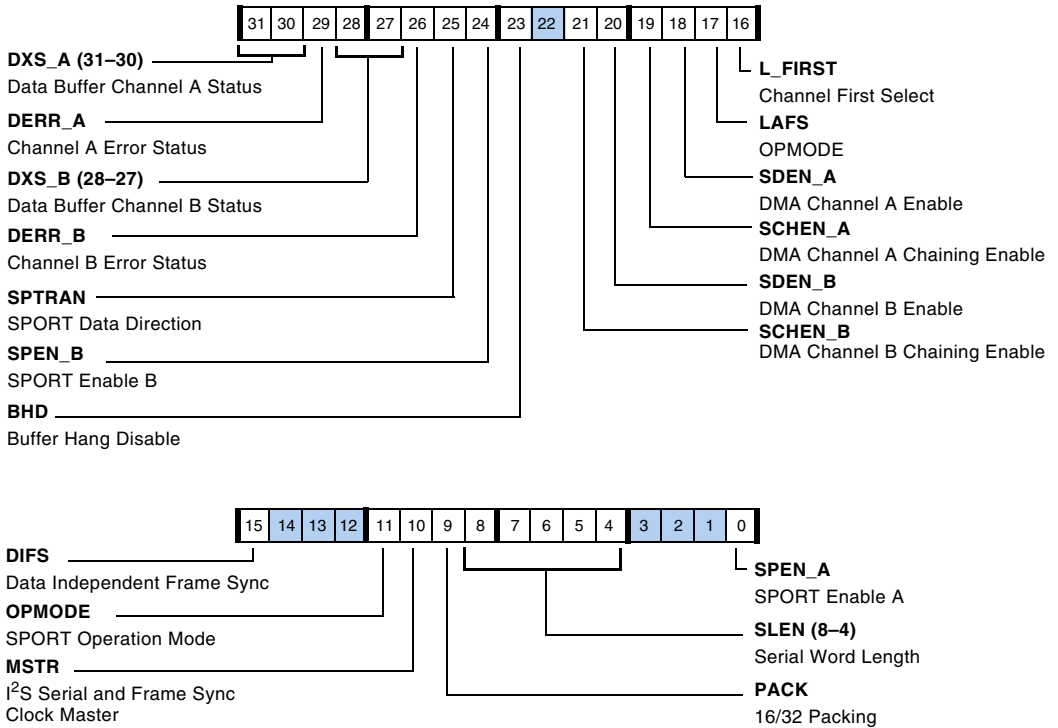 31 30 29 28 27 26 25 24 23 22 21 20 19 18 17 16
DXS_A (31–30)
Data Buffer Channel A Status
DERR_A
Channel A Error Status
DXS_B (28–27)
Data Buffer Channel B Status
DERR_B
Channel B Error Status
SPTRAN
SPORT Data Direction
SPEN_B
SPORT Enable B
BHD
Buffer Hang Disable
L_FIRST
Channel First Select
LAFS
OPMODE
SDEN_A
DMA Channel A Enable
SCHEN_A
DMA Channel A Chaining Enable
SDEN_B
DMA Channel B Enable
SCHEN_B
DMA Channel B Chaining Enable
15 14 13 12 11 10 9 8 7 6 5 4 3 2 1 0
DIFS
Data Independent Frame Sync
OPMODE
SPORT Operation Mode
MSTR
I²S Serial and Frame Sync
Clock Master
SPEN_A
SPORT Enable A
SLEN (8–4)
Serial Word Length
PACK
16/32 Packing